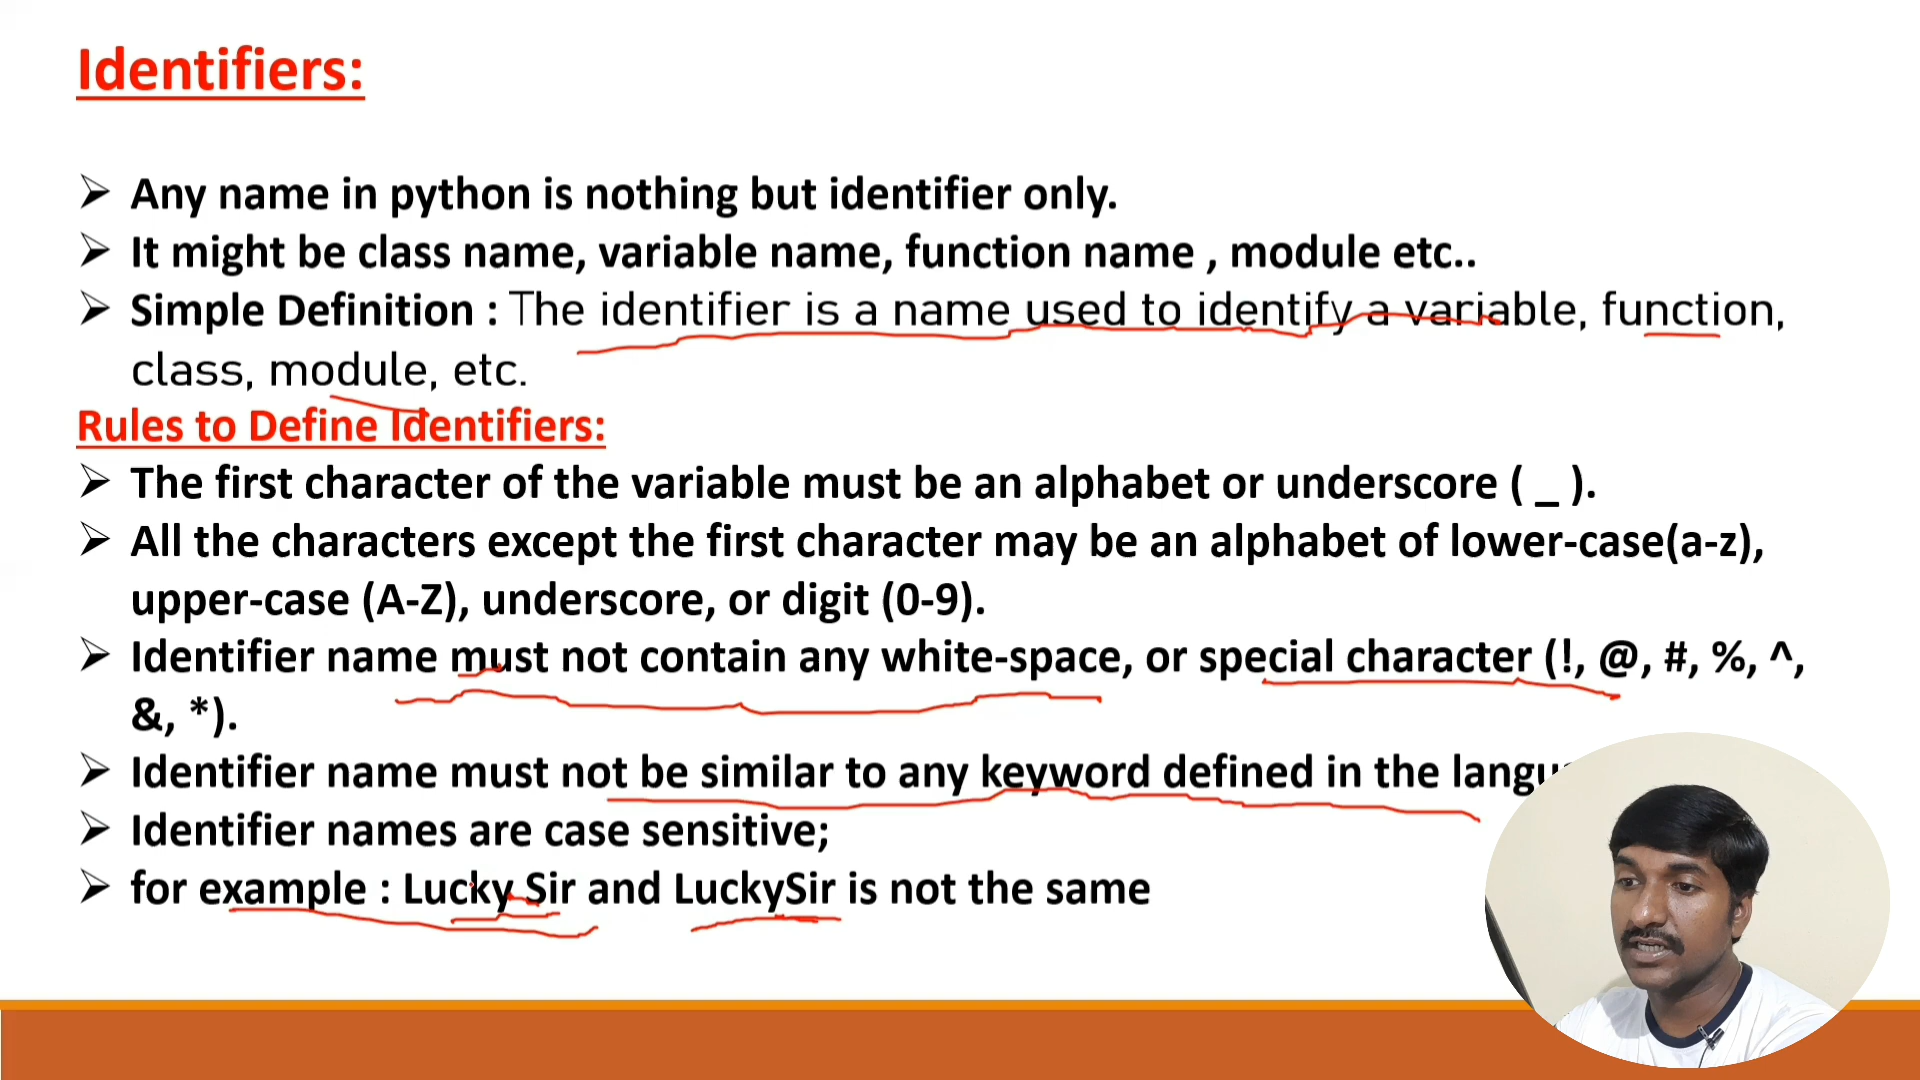 Identifiers:
➢ Any name in python is nothing but identifier only.
➢ It might be class name, variable name, function name , module etc..
➢ Simple Definition : The identifier is a name used to identify a variable, function,
class, module, etc.
Rules to Define Identifiers:
➢ The first character of the variable must be an alphabet or underscore ( _ ).
➢ All the characters except the first character may be an alphabet of lower-case(a-z),
upper-case (A-Z), underscore, or digit (0-9).
➢ Identifier name must not contain any white-space, or special character (!, @, #, %, ^,
&, *).
➢ Identifier name must not be similar to any keyword defined in the
➢ Identifier names are case sensitive;
➢ for example : Lucky Sir and LuckySir is not the same